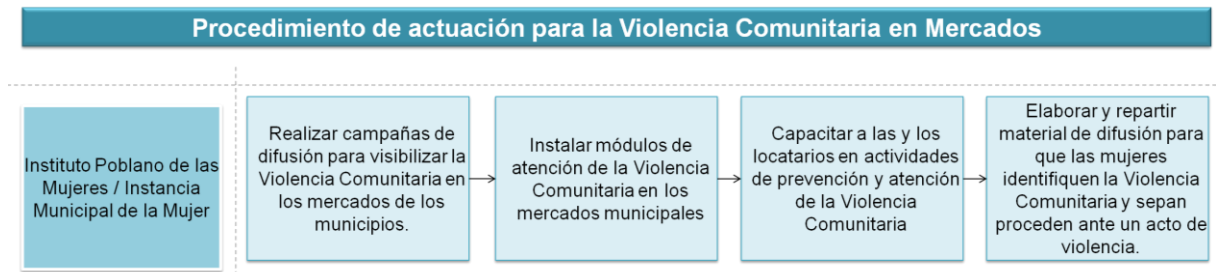 Procedimiento de actuación para la Violencia Comunitaria en Mercados
Instituto Poblano de las
Mujeres / Instancia
Municipal de la Mujer
Realizar campañas de
difusión para visibilizar la
Violencia Comunitaria en
los mercados de los
municipios.
Instalar módulos de
atención de la Violencia
Comunitaria en los
mercados municipales
Capacitar a las y los
locatarios en actividades
de prevención y atención
de la Violencia
Comunitaria
Elaborar y repartir
material de difusión para
que las mujeres
identifiquen la Violencia
Comunitaria y sepan
proceden ante un acto de
violencia.